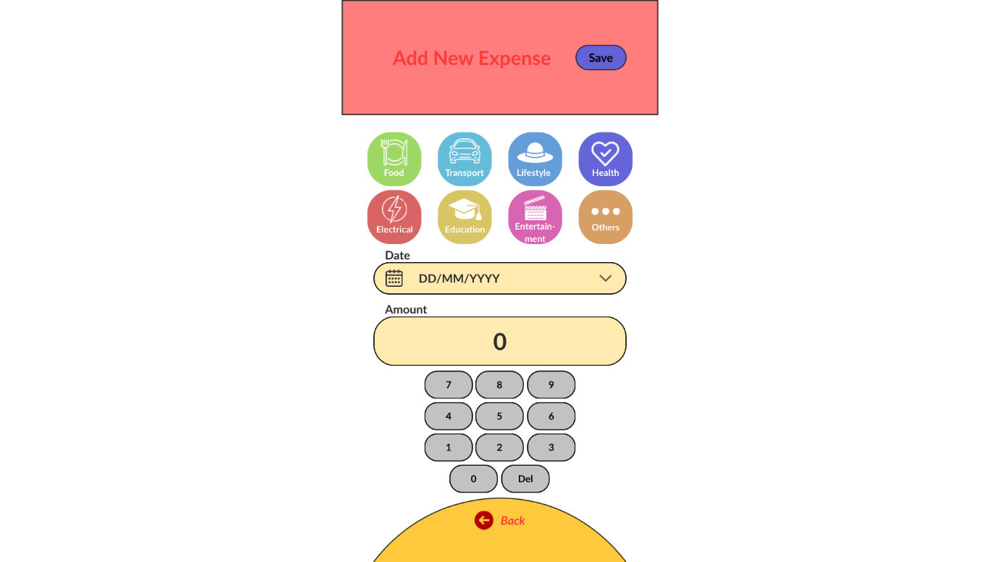 Add New Expense
Save
Food
Transport
Lifestyle
Health
Electrical
Education
Entertain-
ment
Others
Date
DD/MM/YYYY
Amount
0
7 8 9
4 5 6
1 2 3
0 Del
Back